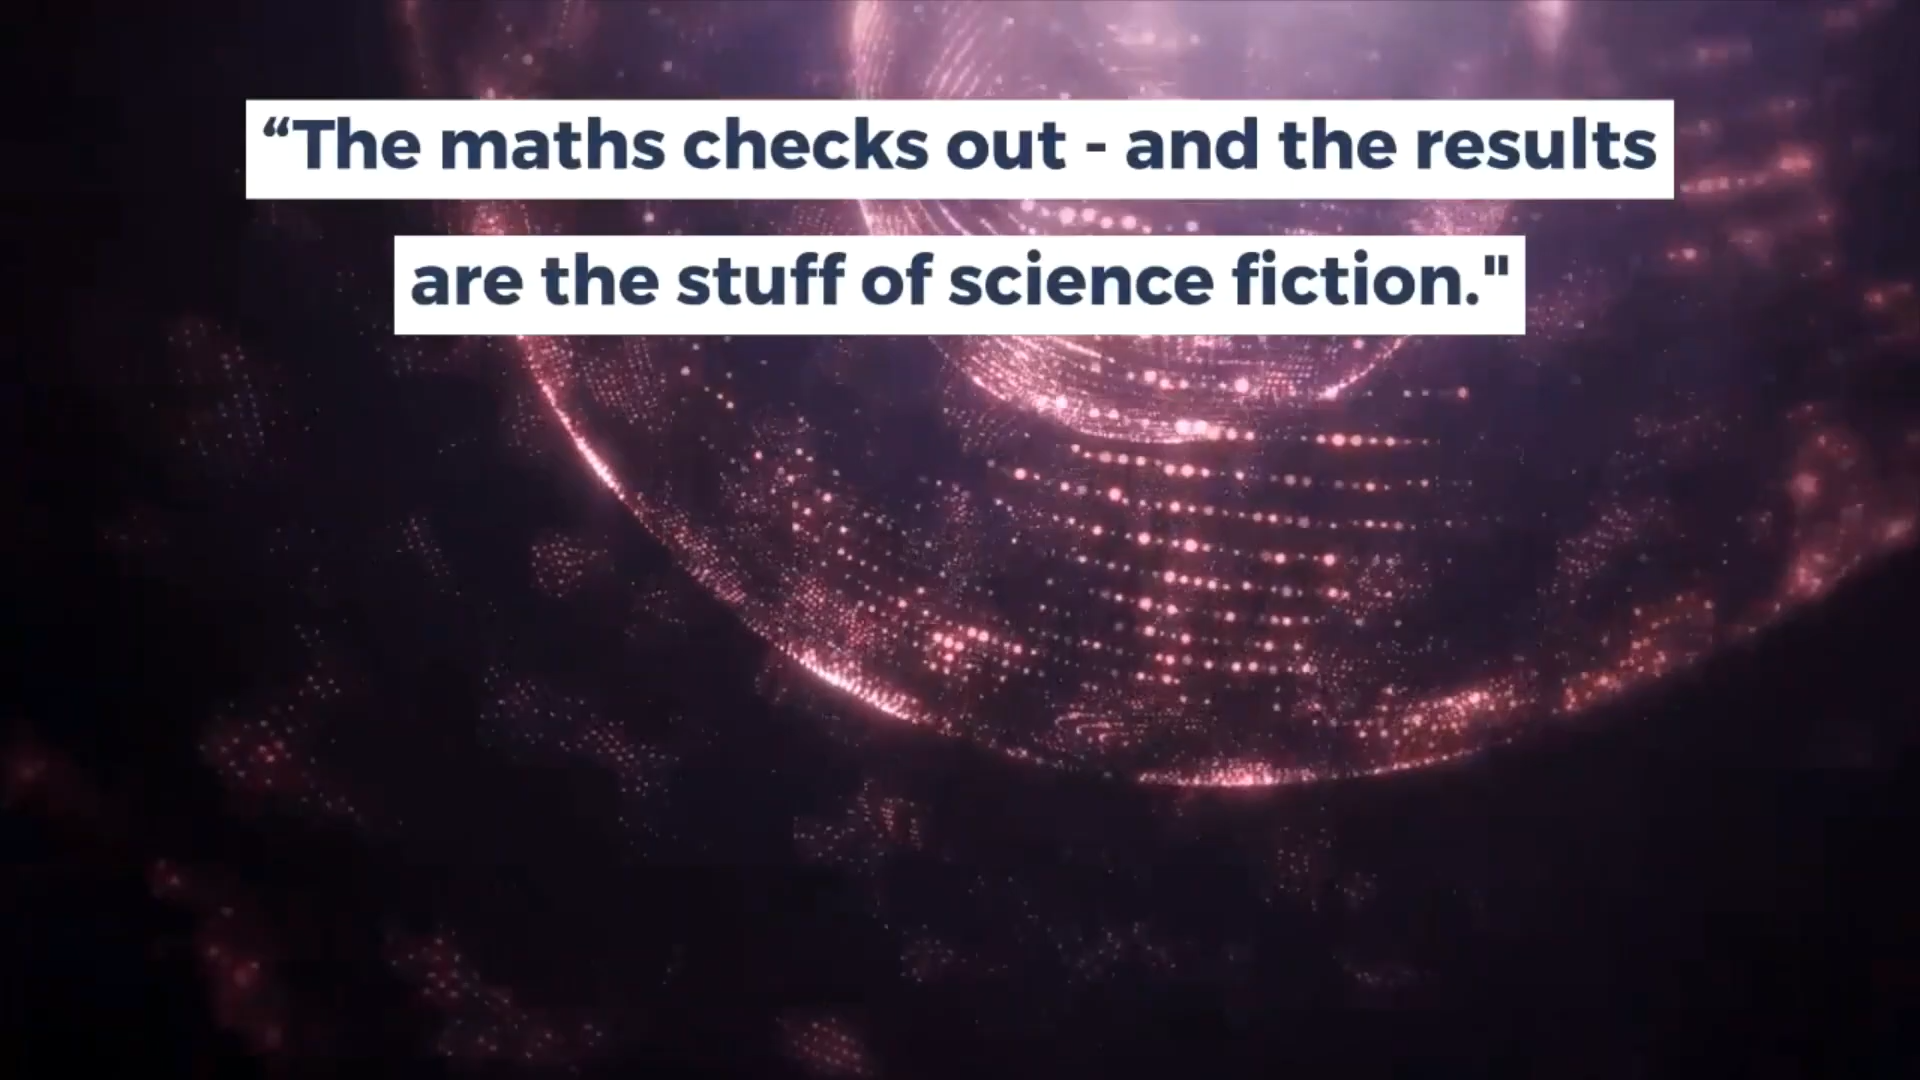 “The maths checks out - and the results
are the stuff of science fiction."